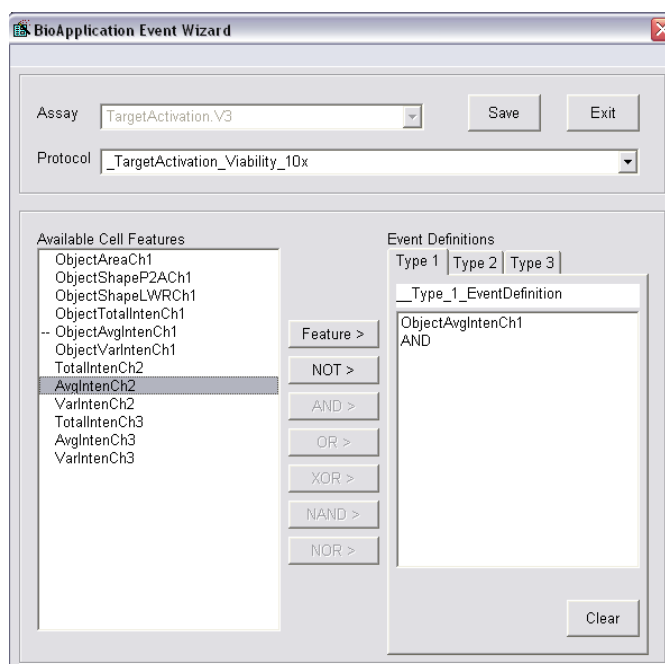 BioApplication Event Wizard
Assay
TargetActivation.V3
Save
Exit
Protocol
_TargetActivation_Viability_10x
Available Cell Features
ObjectAreaCh1
ObjectShapeP2ACh1
ObjectShapeLWRCh1
ObjectTotalIntenCh1
-- ObjectAvgIntenCh1
ObjectVarIntenCh1
TotalIntenCh2
AvgIntenCh2
VarIntenCh2
TotalIntenCh3
AvgIntenCh3
VarIntenCh3
Feature >
NOT >
AND >
OR >
XOR >
NAND >
NOR >
Event Definitions
Type 1
Type 2
Type 3
__Type_1_EventDefinition
ObjectAvgIntenCh1
AND
Clear